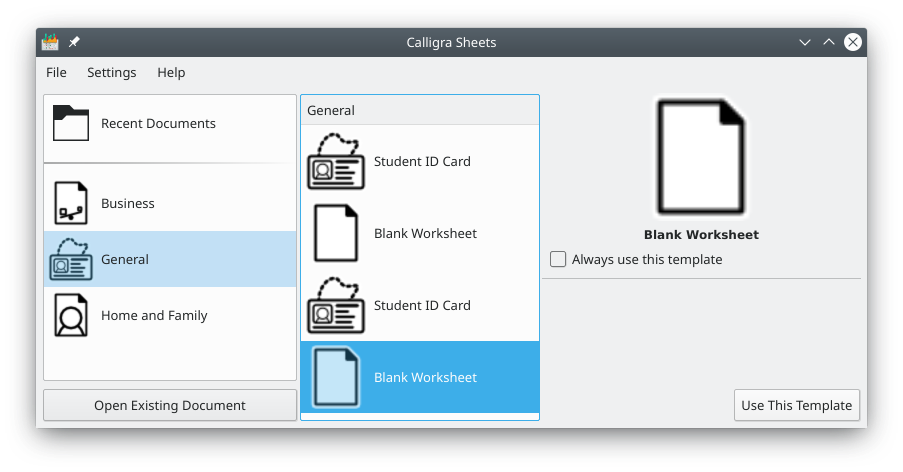 Calligra Sheets
File Settings Help
Recent Documents
Business
General
Home and Family
Open Existing Document
General
Student ID Card
Blank Worksheet
Student ID Card
Blank Worksheet
Blank Worksheet
Always use this template
Use This Template